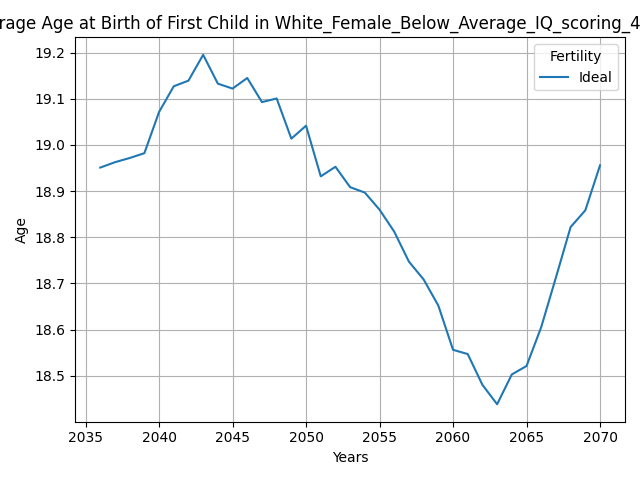 rage Age at Birth of First Child in White_Female_Below_Average_IQ_scoring_4
Fertility
Ideal
Age
19.2
19.1
19.0
18.9
18.8
18.7
18.6
18.5
2035 2040 2045 2050 2055 2060 2065 2070
Years